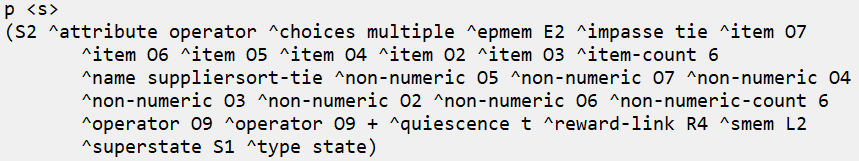 p <s>
(S2 ^attribute operator ^choices multiple ^epmem E2 ^impasse tie ^item O7
^item O6 ^item O5 ^item O4 ^item O2 ^item O3 ^item-count 6
^name suppliersort-tie ^non-numeric O5 ^non-numeric O7 ^non-numeric O4
^non-numeric O3 ^non-numeric O2 ^non-numeric O6 ^non-numeric-count 6
^operator O9 ^operator O9 + ^quiescence t ^reward-link R4 ^smem L2
^superstate S1 ^type state)